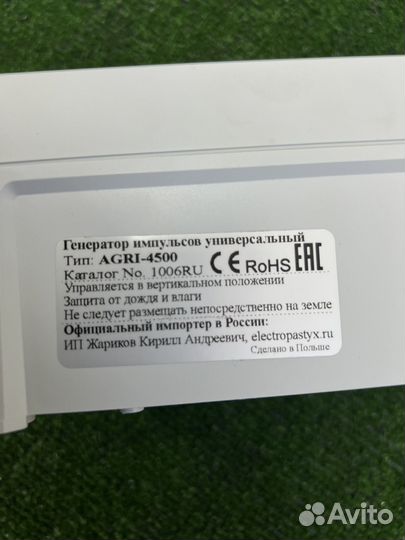 Генератор импульсов универсальный
Тип: AGRI-4500
Каталог No. 1006RU CE RoHS EAC
Управляется в вертикальном положении
Защита от дождя и влаги
Не следует размещать непосредственно на земле
Официальный импортер в России:
ИП Жариков Кирилл Андреевич, electropastyx.ru
Сделано в Польше
Avito